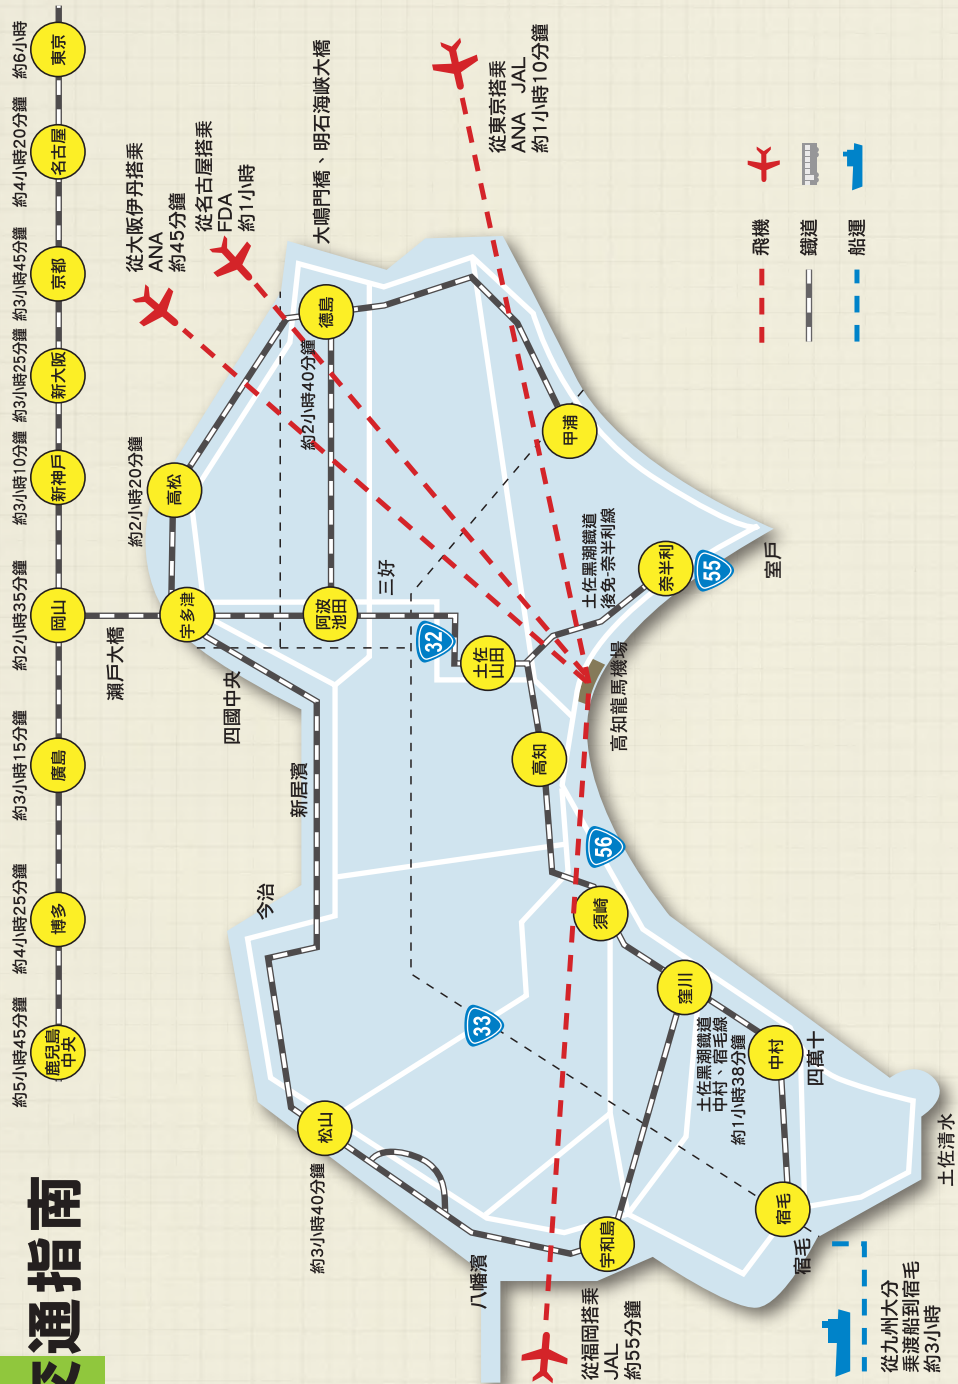 交通指南
約5小時45分鐘
約4小時25分鐘
約3小時15分鐘
約2小時35分鐘
約3小時10分鐘
約3小時25分鐘
約3小時45分鐘
約4小時20分鐘
約6小時
鹿兒島
中央
博多
廣島
岡山
新神戶
新大阪
京都
名古屋
東京
瀨戶大橋
從大阪伊丹搭乘
ANA
約45分鐘
從名古屋搭乘
FDA
約1小時
大鳴門橋、明石海峽大橋
從東京搭乘
ANA JAL
約1小時10分鐘
約2小時20分鐘
高松
宇多津
德島
約2小時40分鐘
阿波
池田
三好
四國中央
新居濱
今治
松山
約3小時40分鐘
八幡濱
32
土佐
山田
高知
甲浦
土佐黑潮鐵道
後免-奈半利線
奈半利
55
室戶
高知龍馬機場
56
須崎
33
窪川
土佐黑潮鐵道
中村、宿毛線
約1小時38分鐘
中村
四萬十
宇和島
宿毛
宿毛
土佐清水
從福岡搭乘
JAL
約55分鐘
從九州大分
乘渡船到宿毛
約3小時
飛機
鐵道
船運